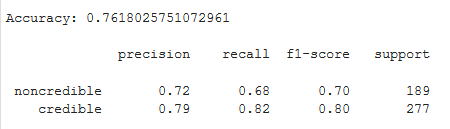 Accuracy: 0.7618025751072961
precision recall f1-score support
noncredible 0.72 0.68 0.70 189
credible 0.79 0.82 0.80 277